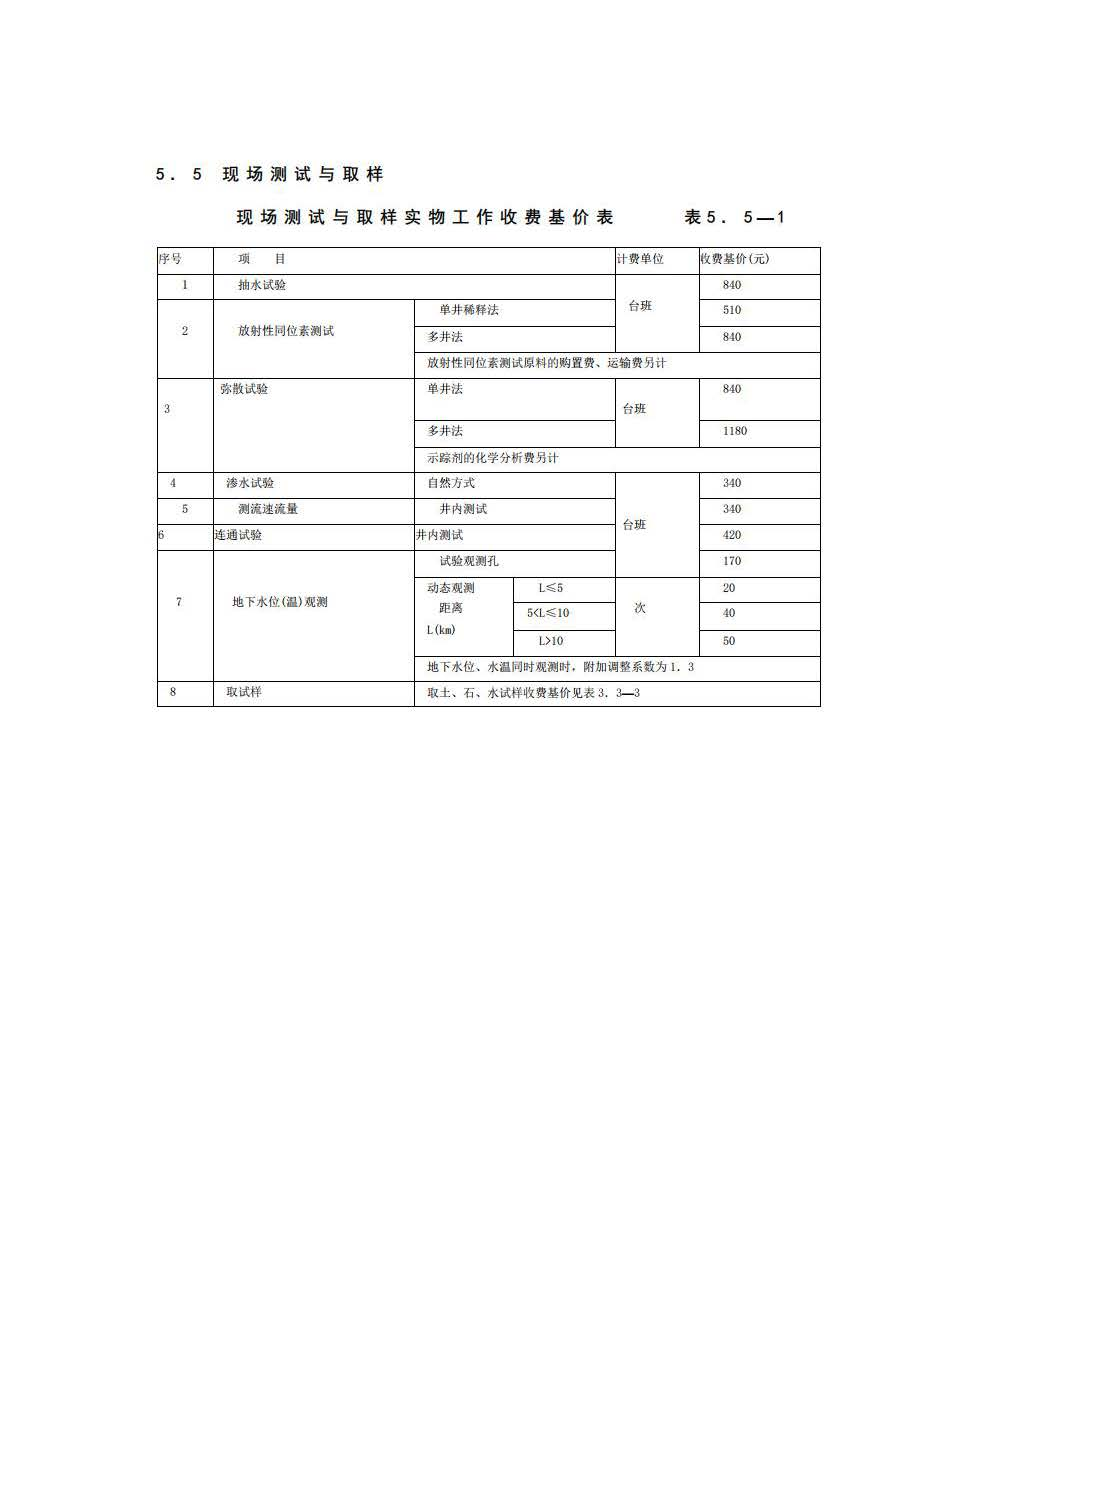 5．5 现场测试与取样
现场测试与取样实物工作收费基价表 表5．5—1
序号 项 目 计费单位 收费基价(元)
1 抽水试验 台班 840
2 放射性同位素测试 单井稀释法 510
多井法 840
放射性同位素测试原料的购置费、运输费另计
3 弥散试验 单井法 台班 840
多井法 1180
示踪剂的化学分析费另计
4 渗水试验 自然方式 台班 340
5 测流速流量 井内测试 340
6 连通试验 井内测试 420
7 地下水位(温)观测 试验观测孔 170
动态观测 距离 L(km) L≤5 次 20
5<L≤10 40
L>10 50
地下水位、水温同时观测时，附加调整系数为1．3
8 取试样 取土、石、水试样收费基价见表3．3—3